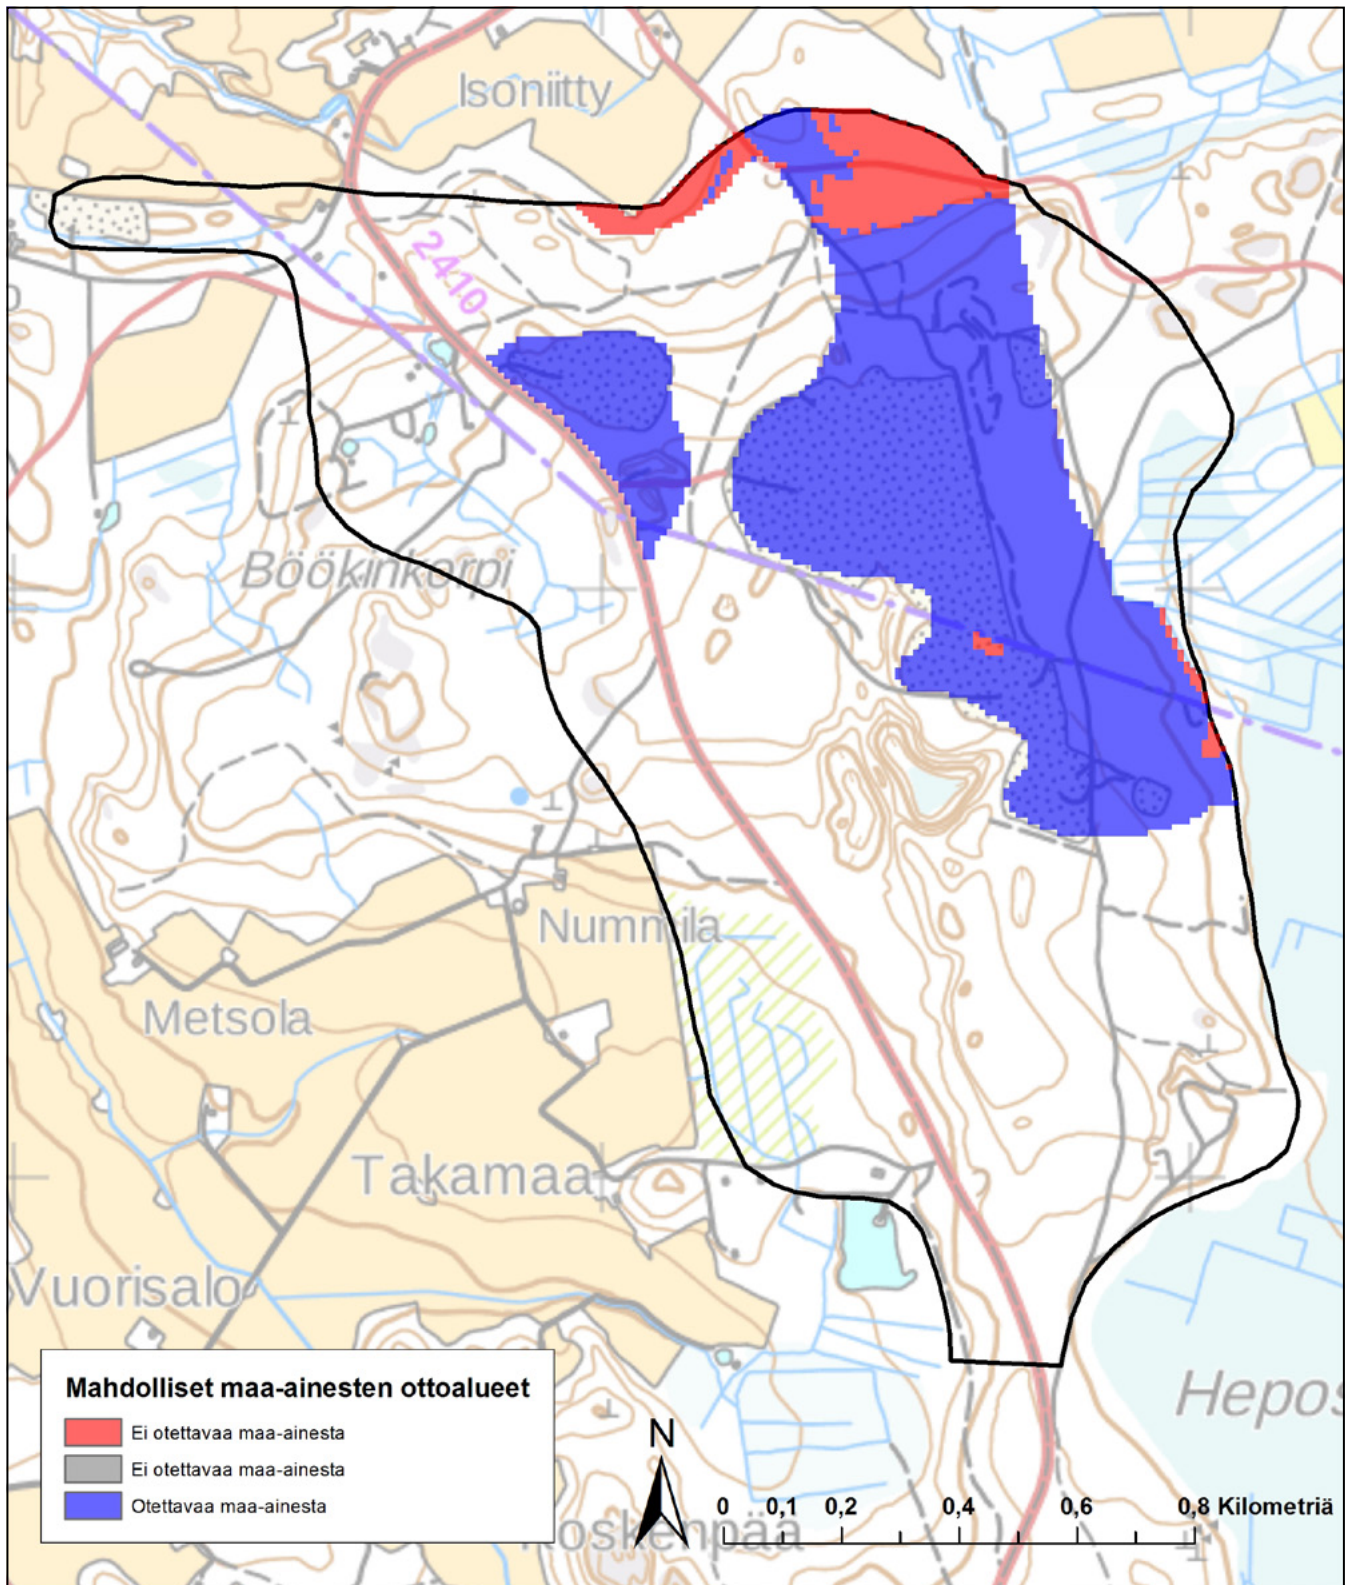 Isoniitty
2410
Böökinkorpi
Nummila
Metsola
Takamaa
Vuorisalo
Hepos
Mahdolliset maa-ainesten ottoalueet
Ei otettavaa maa-ainesta
Ei otettavaa maa-ainesta
Otettavaa maa-ainesta
N
0 0,1 0,2 0,4 0,6 0,8 Kilometriä
oskenpää